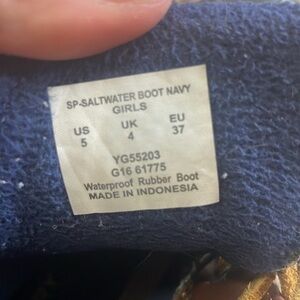 SP-SALTWATER BOOT NAVY
GIRLS
US UK EU
5 4 37
YG55203
G16 61775
Waterproof Rubber Boot
MADE IN INDONESIA